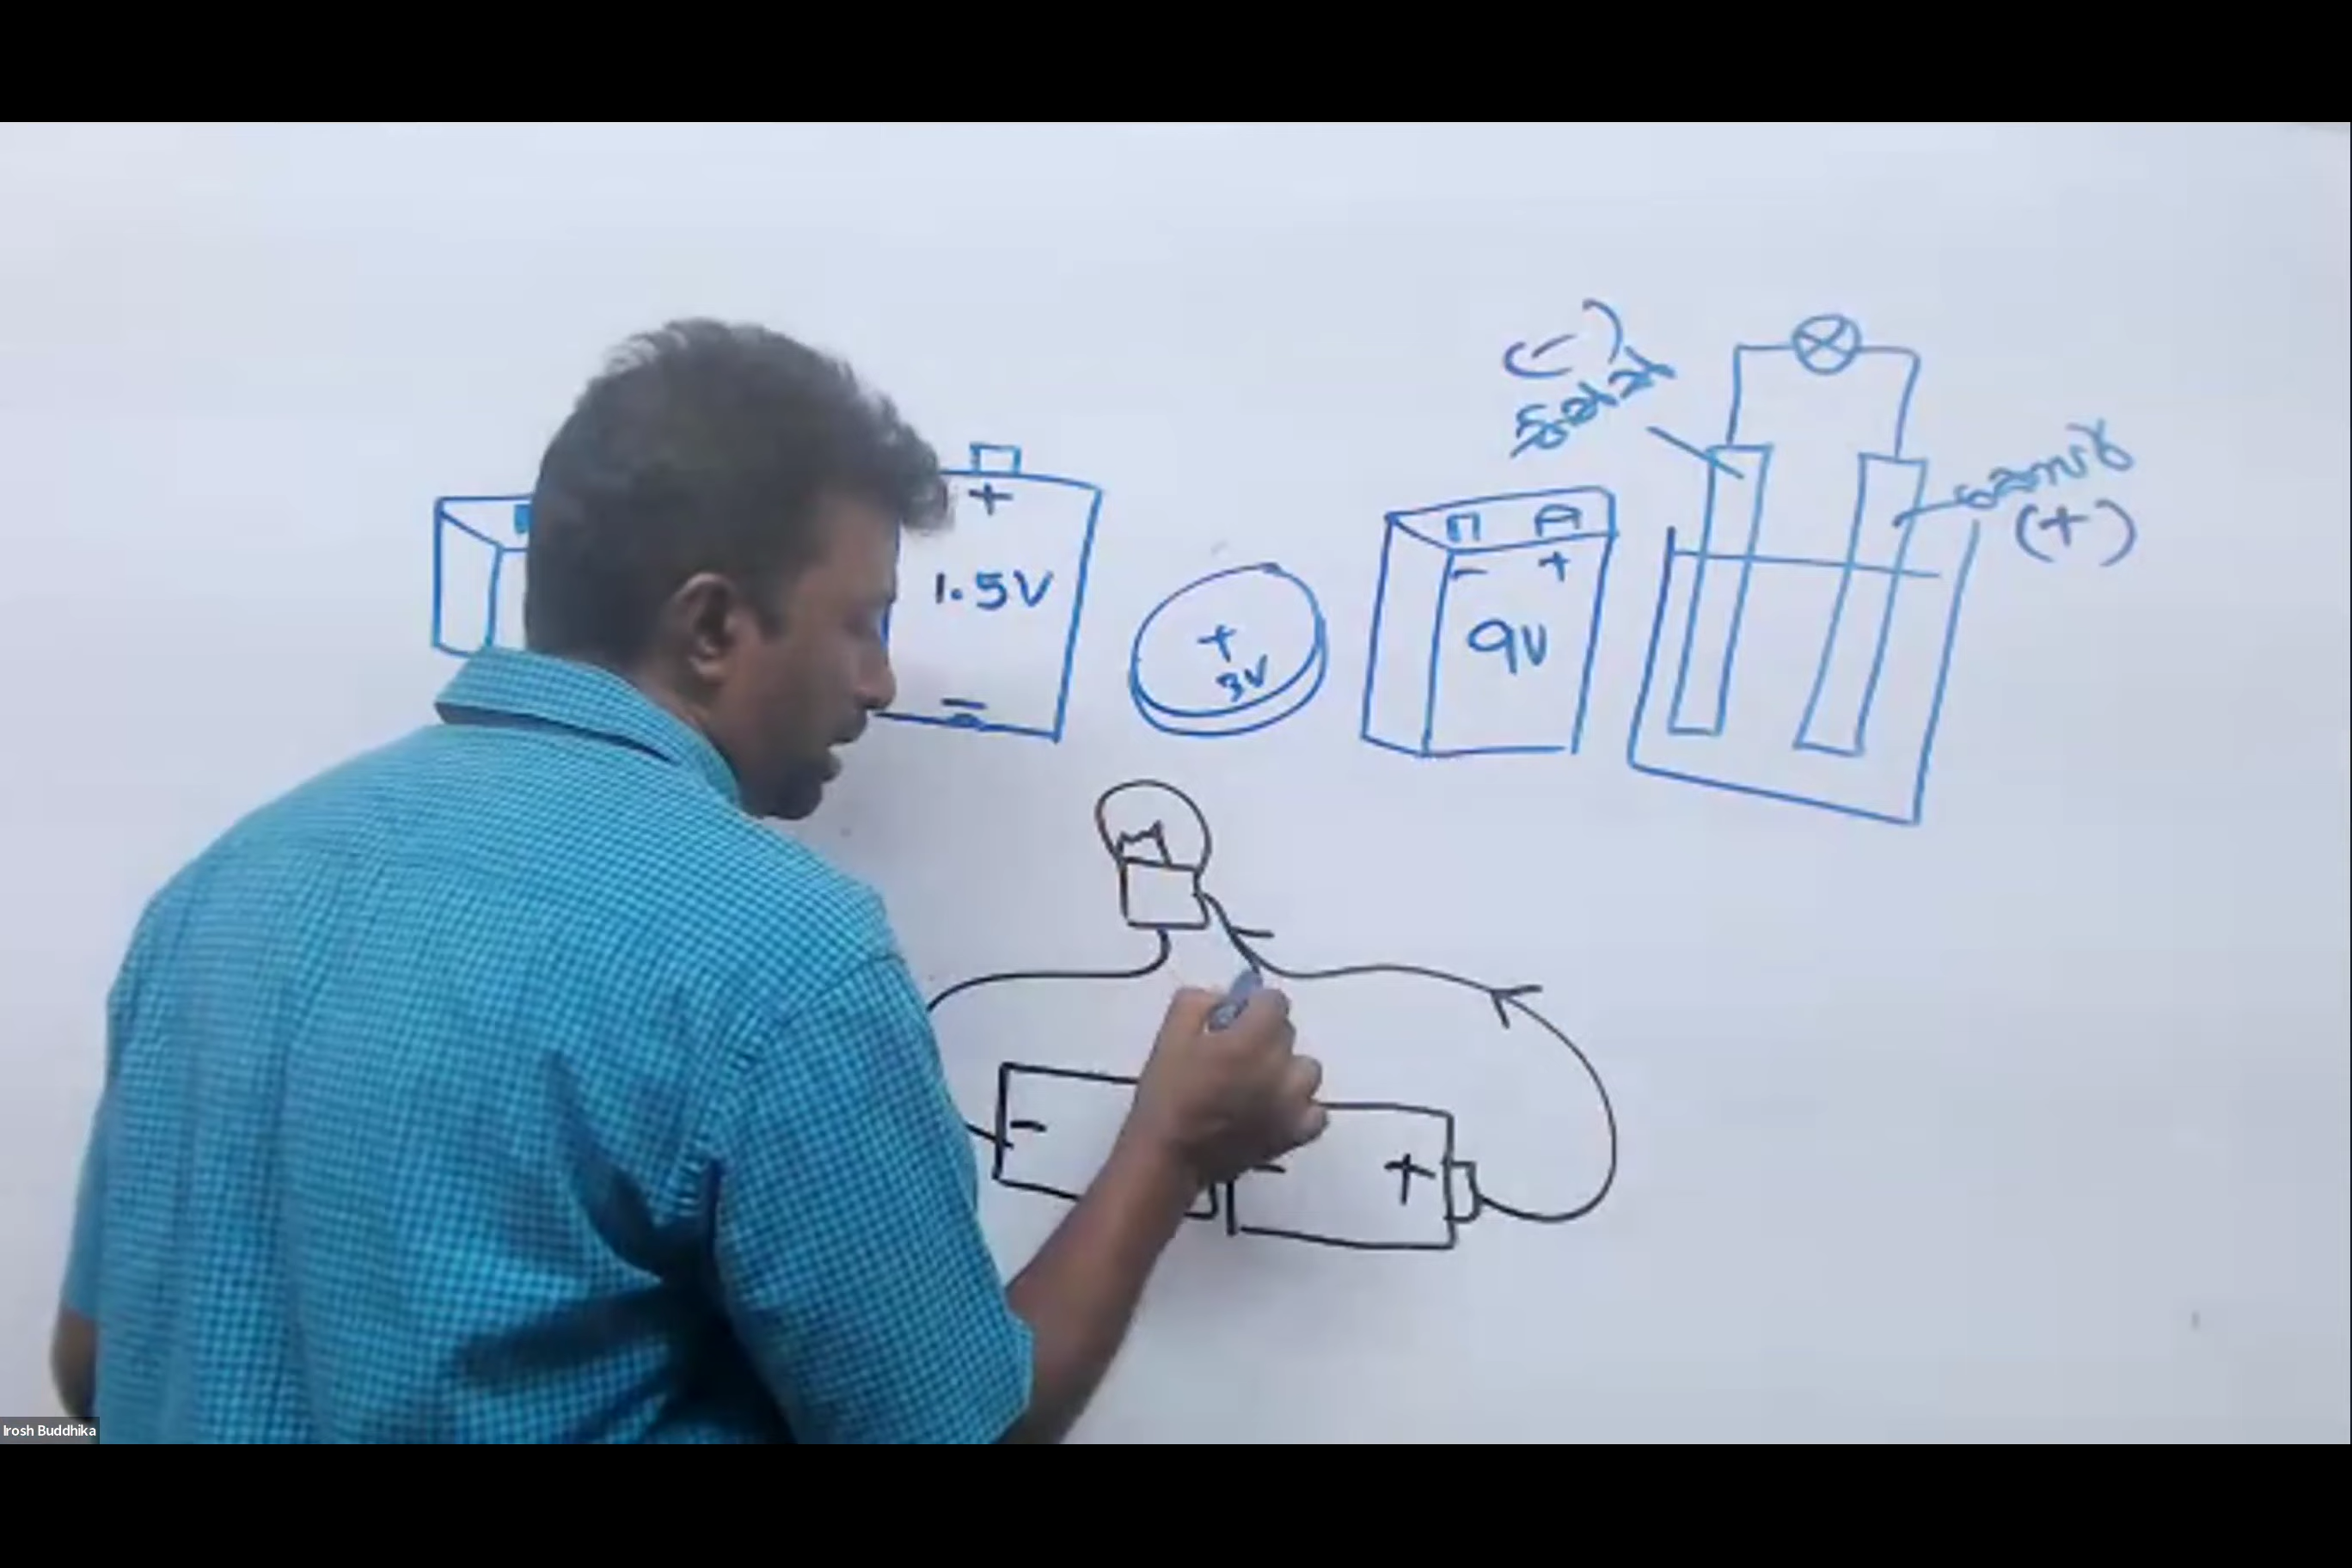 (-)
+
1.5V
-
+
3V
- +
9V
(+)
-
-
+
Irosh Buddhika